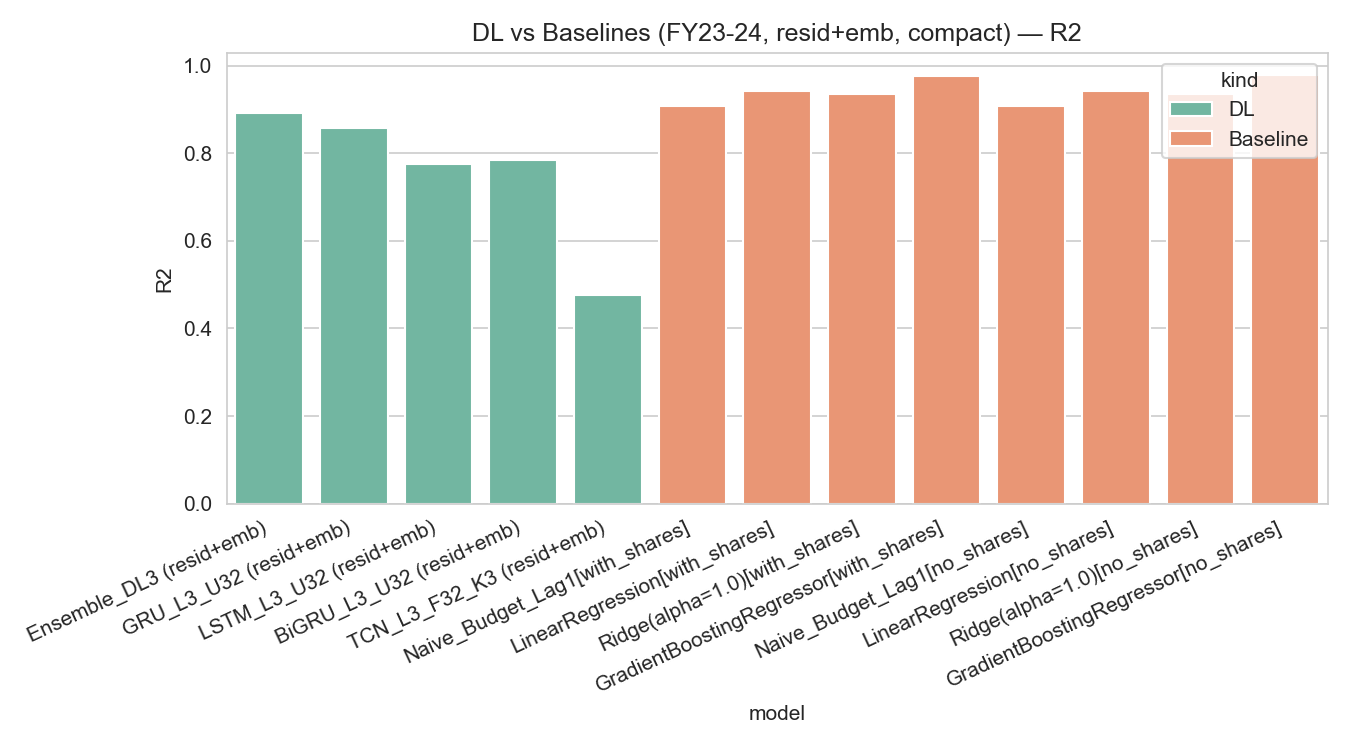 DL vs Baselines (FY23-24, resid+emb, compact) — R2
kind
DL
Baseline
R2
1.0
0.8
0.6
0.4
0.2
0.0
Ensemble_DL3 (resid+emb)
GRU_L3_U32 (resid+emb)
LSTM_L3_U32 (resid+emb)
BiGRU_L3_U32 (resid+emb)
TCN_L3_F32_K3 (resid+emb)
Naive_Budget_Lag1[with_shares]
LinearRegression[with_shares]
Ridge(alpha=1.0)[with_shares]
GradientBoostingRegressor[with_shares]
Naive_Budget_Lag1[no_shares]
LinearRegression[no_shares]
Ridge(alpha=1.0)[no_shares]
GradientBoostingRegressor[no_shares]
model